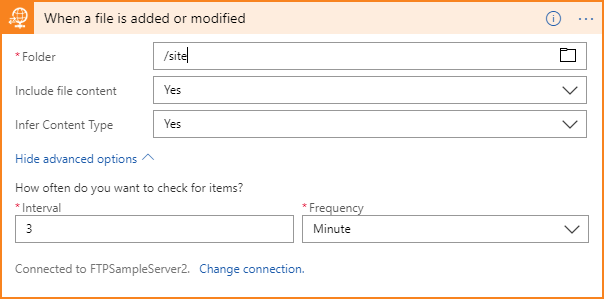 When a file is added or modified
* Folder
/site
Include file content
Yes
Infer Content Type
Yes
Hide advanced options
How often do you want to check for items?
* Interval
* Frequency
3
Minute
Connected to FTPSampleServer2. Change connection.